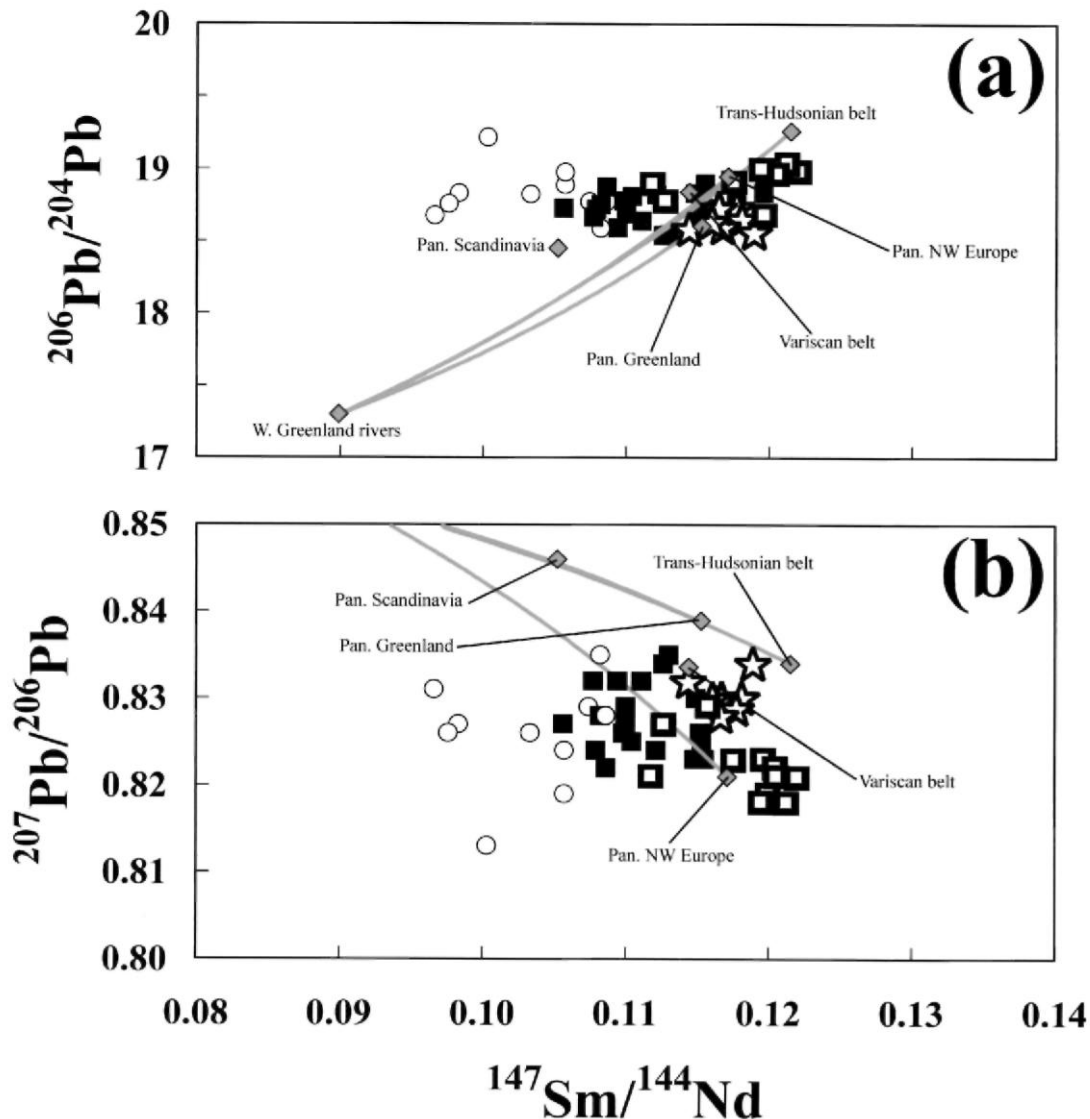 20
(a)
Trans-Hudsonian belt
19
Pan. Scandinavia
Pan. NW Europe
18
Variscan belt
Pan. Greenland
W. Greenland rivers
17
²⁰⁶Pb/²⁰⁴Pb
0.85
(b)
Trans-Hudsonian belt
Pan. Scandinavia
0.84
Pan. Greenland
0.83
Variscan belt
0.82
Pan. NW Europe
0.81
0.80
²⁰⁷Pb/²⁰⁶Pb
0.08 0.09 0.10 0.11 0.12 0.13 0.14
¹⁴⁷Sm/¹⁴⁴Nd